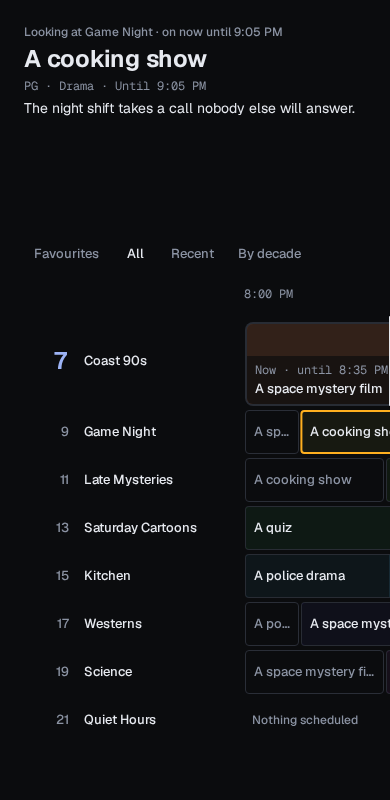 Looking at Game Night · on now until 9:05 PM
A cooking show
PG · Drama · Until 9:05 PM
The night shift takes a call nobody else will answer.
Favourites All Recent By decade
8:00 PM
7 Coast 90s
Now · until 8:35 PM
A space mystery film
9 Game Night A sp… A cooking sh
11 Late Mysteries A cooking show
13 Saturday Cartoons A quiz
15 Kitchen A police drama
17 Westerns A po… A space myst
19 Science A space mystery fi…
21 Quiet Hours Nothing scheduled